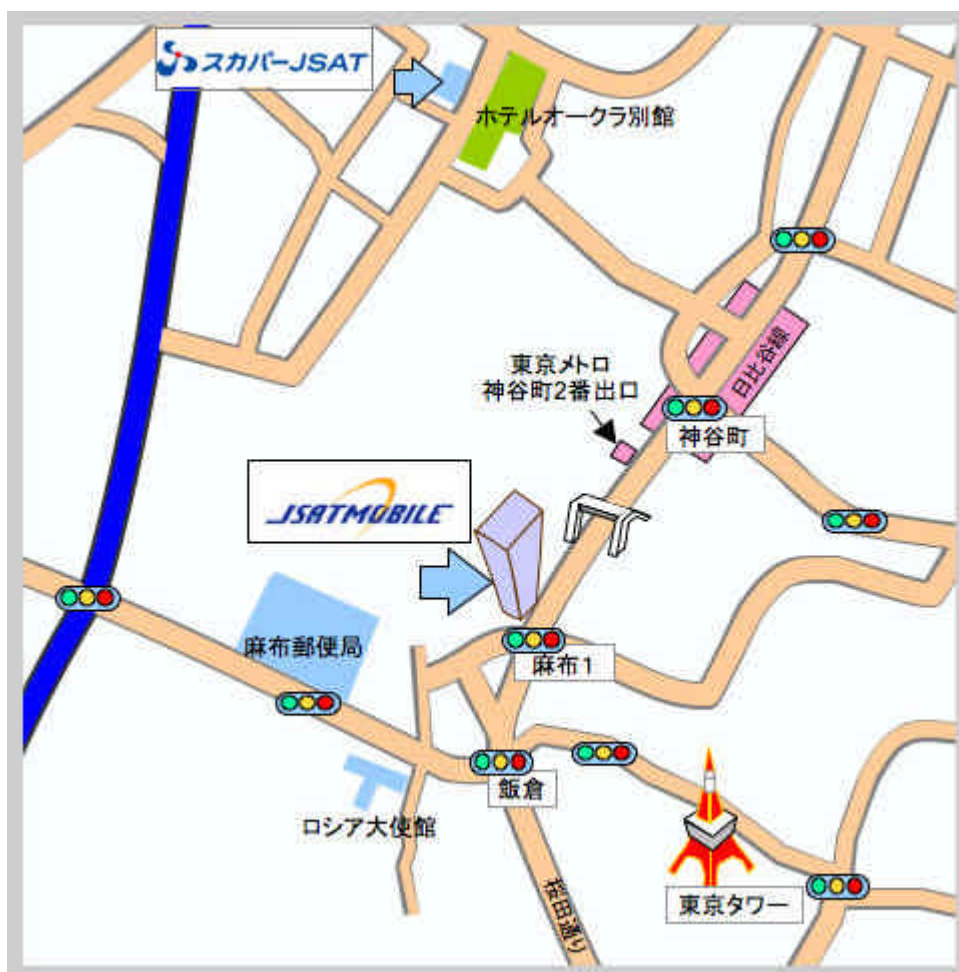 スカパーJSAT
ホテルオークラ別館
日比谷線
東京メトロ
神谷町2番出口
神谷町
JSATMOBILE
麻布郵便局
麻布1
飯倉
ロシア大使館
東京タワー
桜田通り